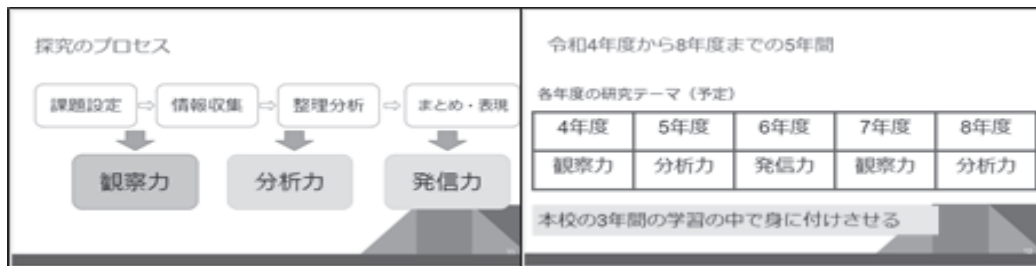 探究のプロセス
課題設定 ⇨ 情報収集 ⇨ 整理分析 ⇨ まとめ・表現
観察力 分析力 発信力
令和4年度から8年度までの5年間
各年度の研究テーマ（予定）
4年度 5年度 6年度 7年度 8年度
観察力 分析力 発信力 観察力 分析力
本校の3年間の学習の中で身に付けさせる